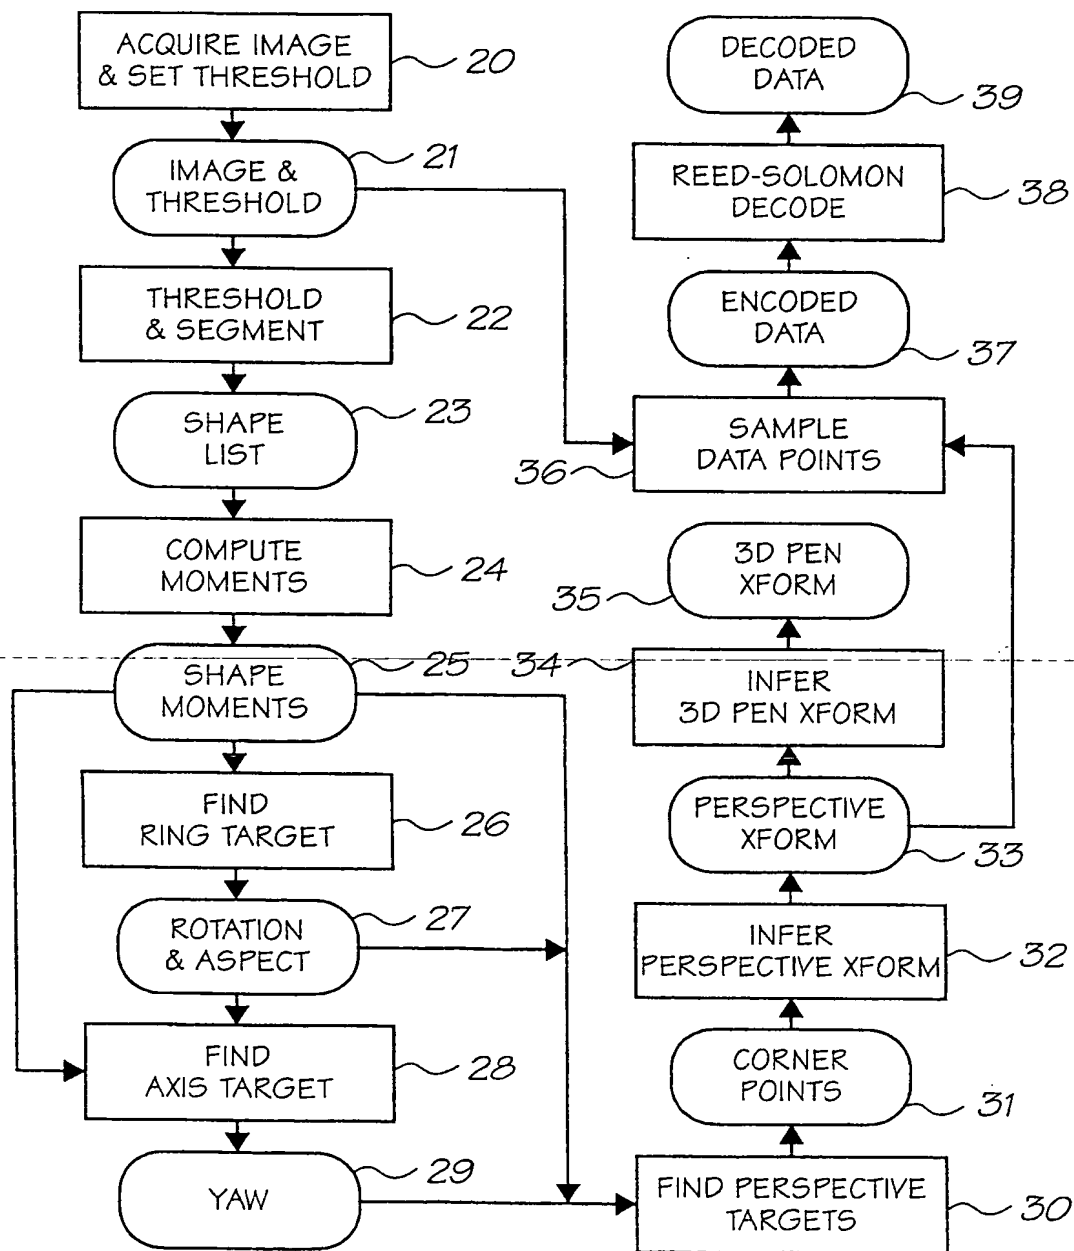 ACQUIRE IMAGE
& SET THRESHOLD
20
IMAGE &
THRESHOLD
21
THRESHOLD
& SEGMENT
22
SHAPE
LIST
23
COMPUTE
MOMENTS
24
SHAPE
MOMENTS
25
FIND
RING TARGET
26
ROTATION
& ASPECT
27
FIND
AXIS TARGET
28
YAW
29
DECODED
DATA
39
REED-SOLOMON
DECODE
38
ENCODED
DATA
37
SAMPLE
DATA POINTS
36
3D PEN
XFORM
35
34
INFER
3D PEN XFORM
PERSPECTIVE
XFORM
33
INFER
PERSPECTIVE XFORM
32
CORNER
POINTS
31
FIND PERSPECTIVE
TARGETS
30